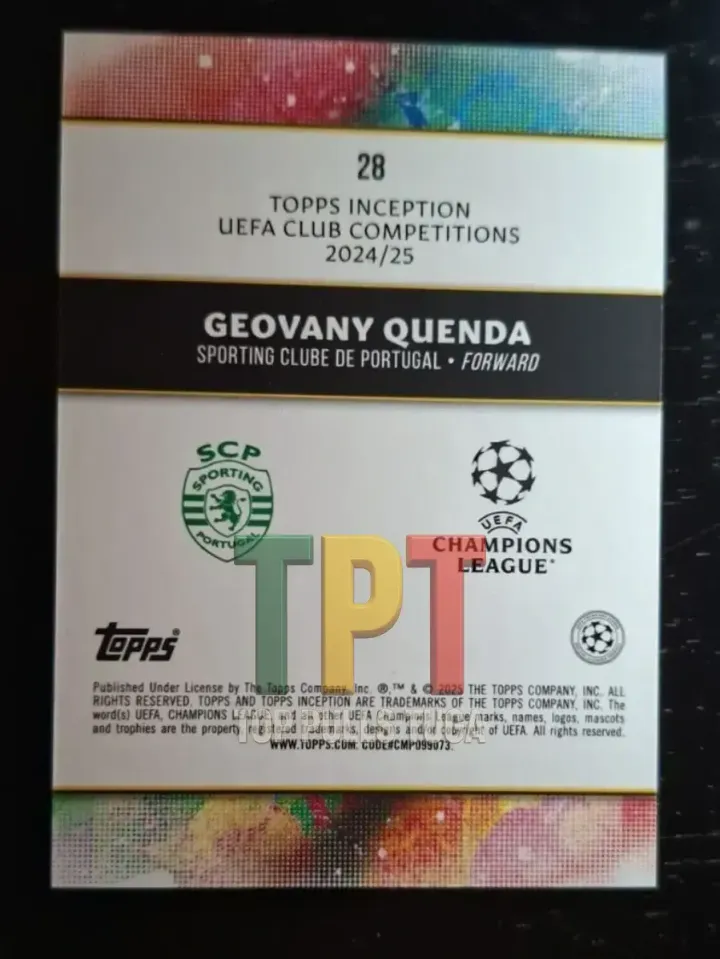 28
TOPPS INCEPTION
UEFA CLUB COMPETITIONS
2024/25
GEOVANY QUENDA
SPORTING CLUBE DE PORTUGAL • FORWARD
SCP
SPORTING
PORTUGAL
UEFA
CHAMPIONS
LEAGUE®
TPT
topps®
Published Under License by The Topps Company, Inc. ®,™ & © 2025 THE TOPPS COMPANY, INC. ALL
RIGHTS RESERVED. TOPPS AND TOPPS INCEPTION ARE TRADEMARKS OF THE TOPPS COMPANY, INC. The
word(s) UEFA, CHAMPIONS LEAGUE and all other UEFA Champions League marks, names, logos, mascots
and trophies are the property, registered trademarks, designs and/or copyright of UEFA. All rights reserved.
WWW.TOPPS.COM. CODE#CMP099073.